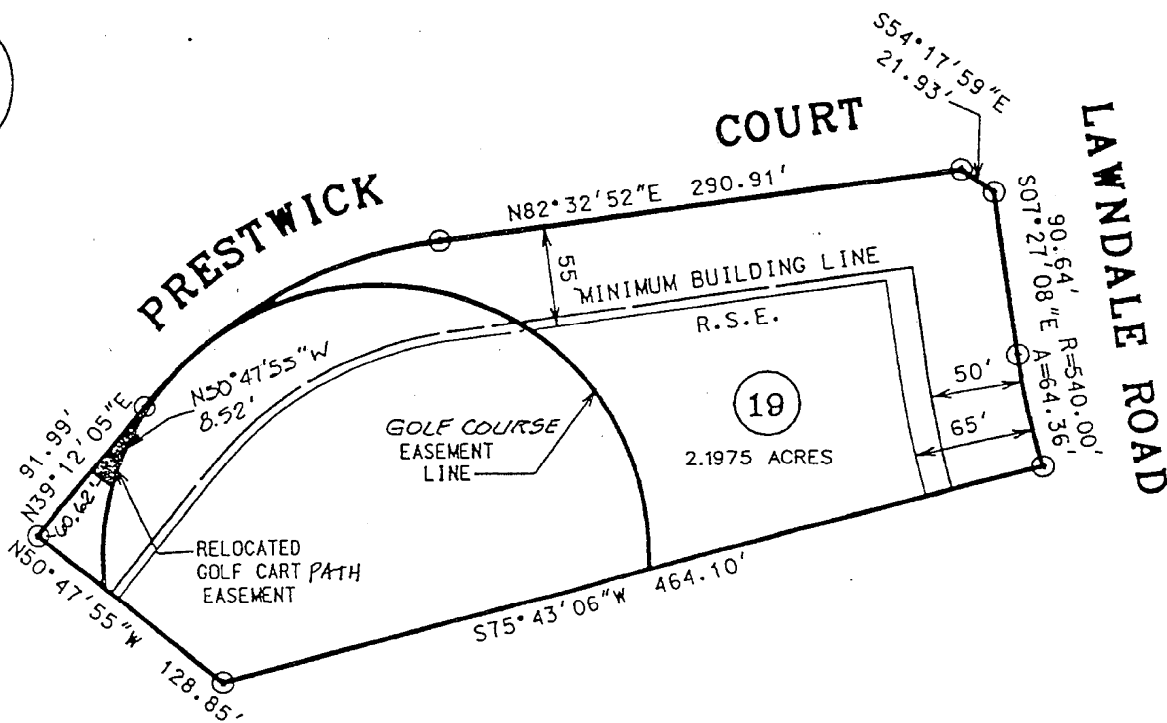 S54°17'59"E
21.93'
COURT
PRESTWICK
LAWNDALE ROAD
N82°32'52"E 290.91'
S07°27'08"E
90.64'
R=540.00'
A=64.36'
55'
MINIMUM BUILDING LINE
R.S.E.
N50°47'55"W
8.52'
50'
65'
19
2.1975 ACRES
GOLF COURSE
EASEMENT
LINE
91.99'
N39°12'05"E
60.62'
RELOCATED
GOLF CART PATH
EASEMENT
N50°47'55"W
128.85'
S75°43'06"W 464.10'